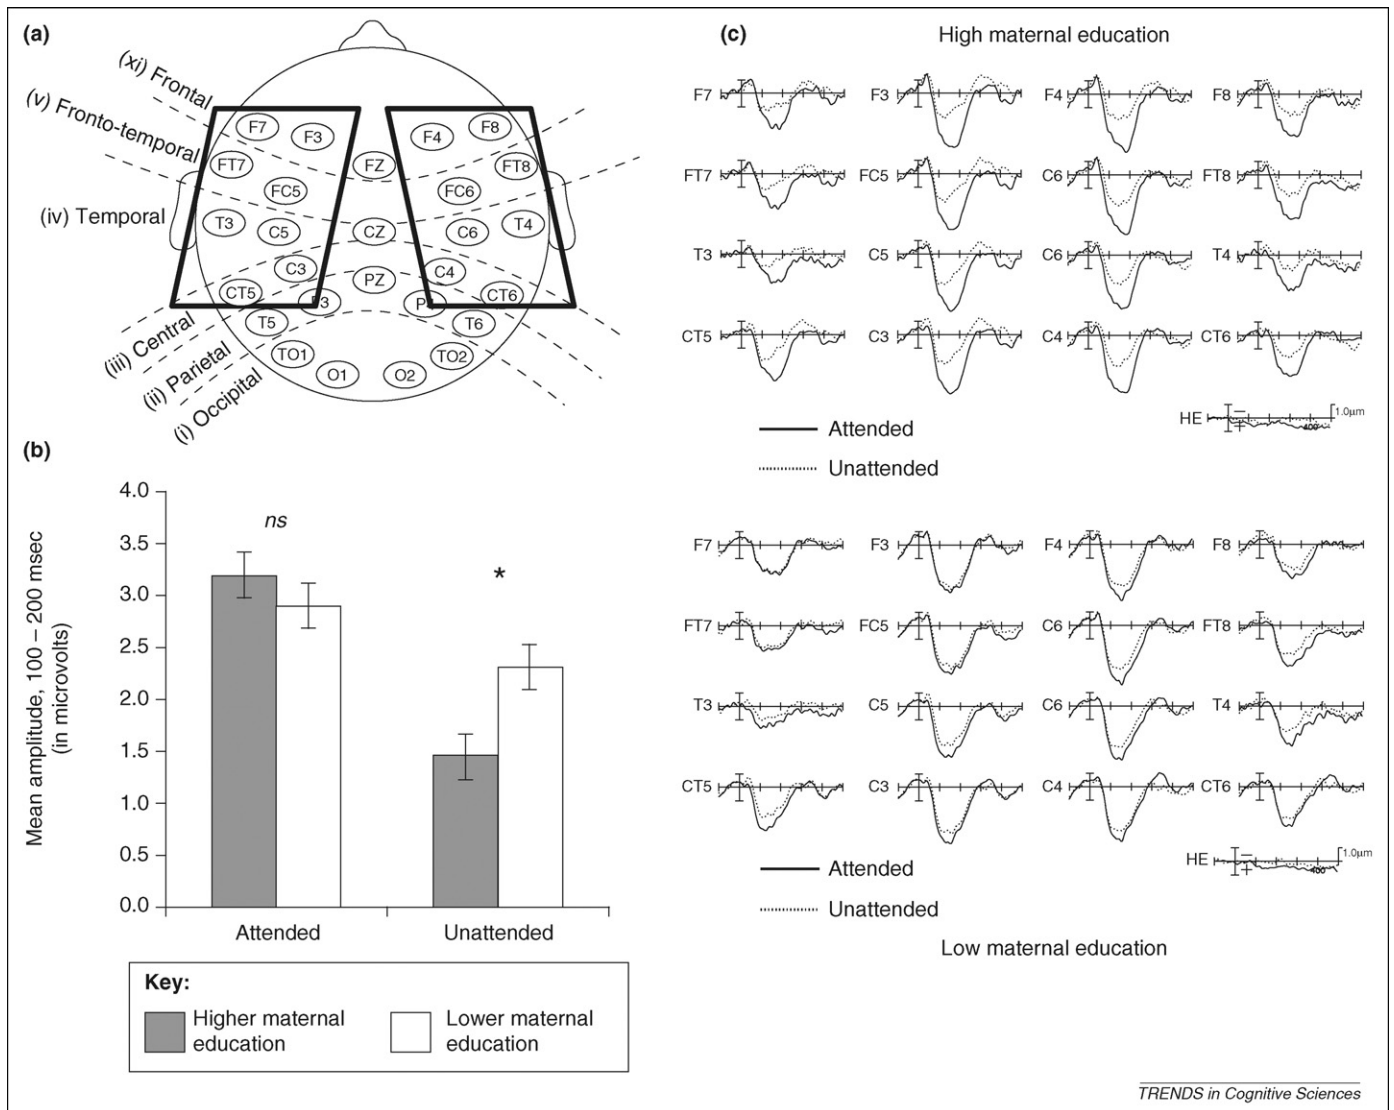 (a)
(xi) Frontal
(v) Fronto-temporal
(iv) Temporal
(iii) Central
(ii) Parietal
(i) Occipital
F7 F3 F4 F8
FT7 FZ FT8
FC5 FC6
T3 C5 CZ C6 T4
C3 PZ C4
CT5 CT6
T5 T6
TO1 TO2
O1 O2
(b)
Mean amplitude, 100 – 200 msec
(in microvolts)
4.0
3.5
3.0
2.5
2.0
1.5
1.0
0.5
0.0
ns
*
Attended Unattended
Key:
Higher maternal
education
Lower maternal
education
(c)
High maternal education
F7 F3 F4 F8
FT7 FC5 C6 FT8
T3 C5 C6 T4
CT5 C3 C4 CT6
HE − + 400 1.0μm
Attended
Unattended
F7 F3 F4 F8
FT7 FC5 C6 FT8
T3 C5 C6 T4
CT5 C3 C4 CT6
HE − + 400 1.0μm
Attended
Unattended
Low maternal education
TRENDS in Cognitive Sciences